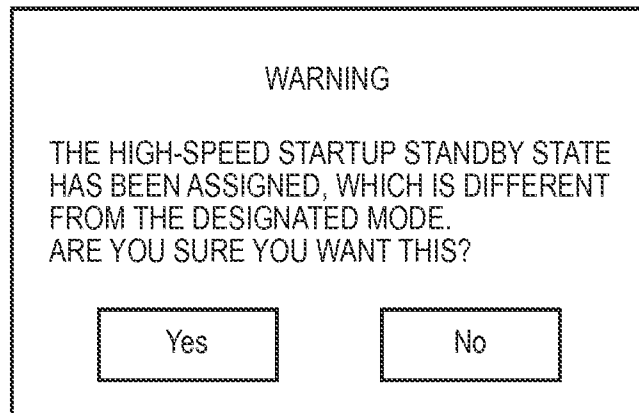 WARNING
THE HIGH-SPEED STARTUP STANDBY STATE
HAS BEEN ASSIGNED, WHICH IS DIFFERENT
FROM THE DESIGNATED MODE.
ARE YOU SURE YOU WANT THIS?
Yes No